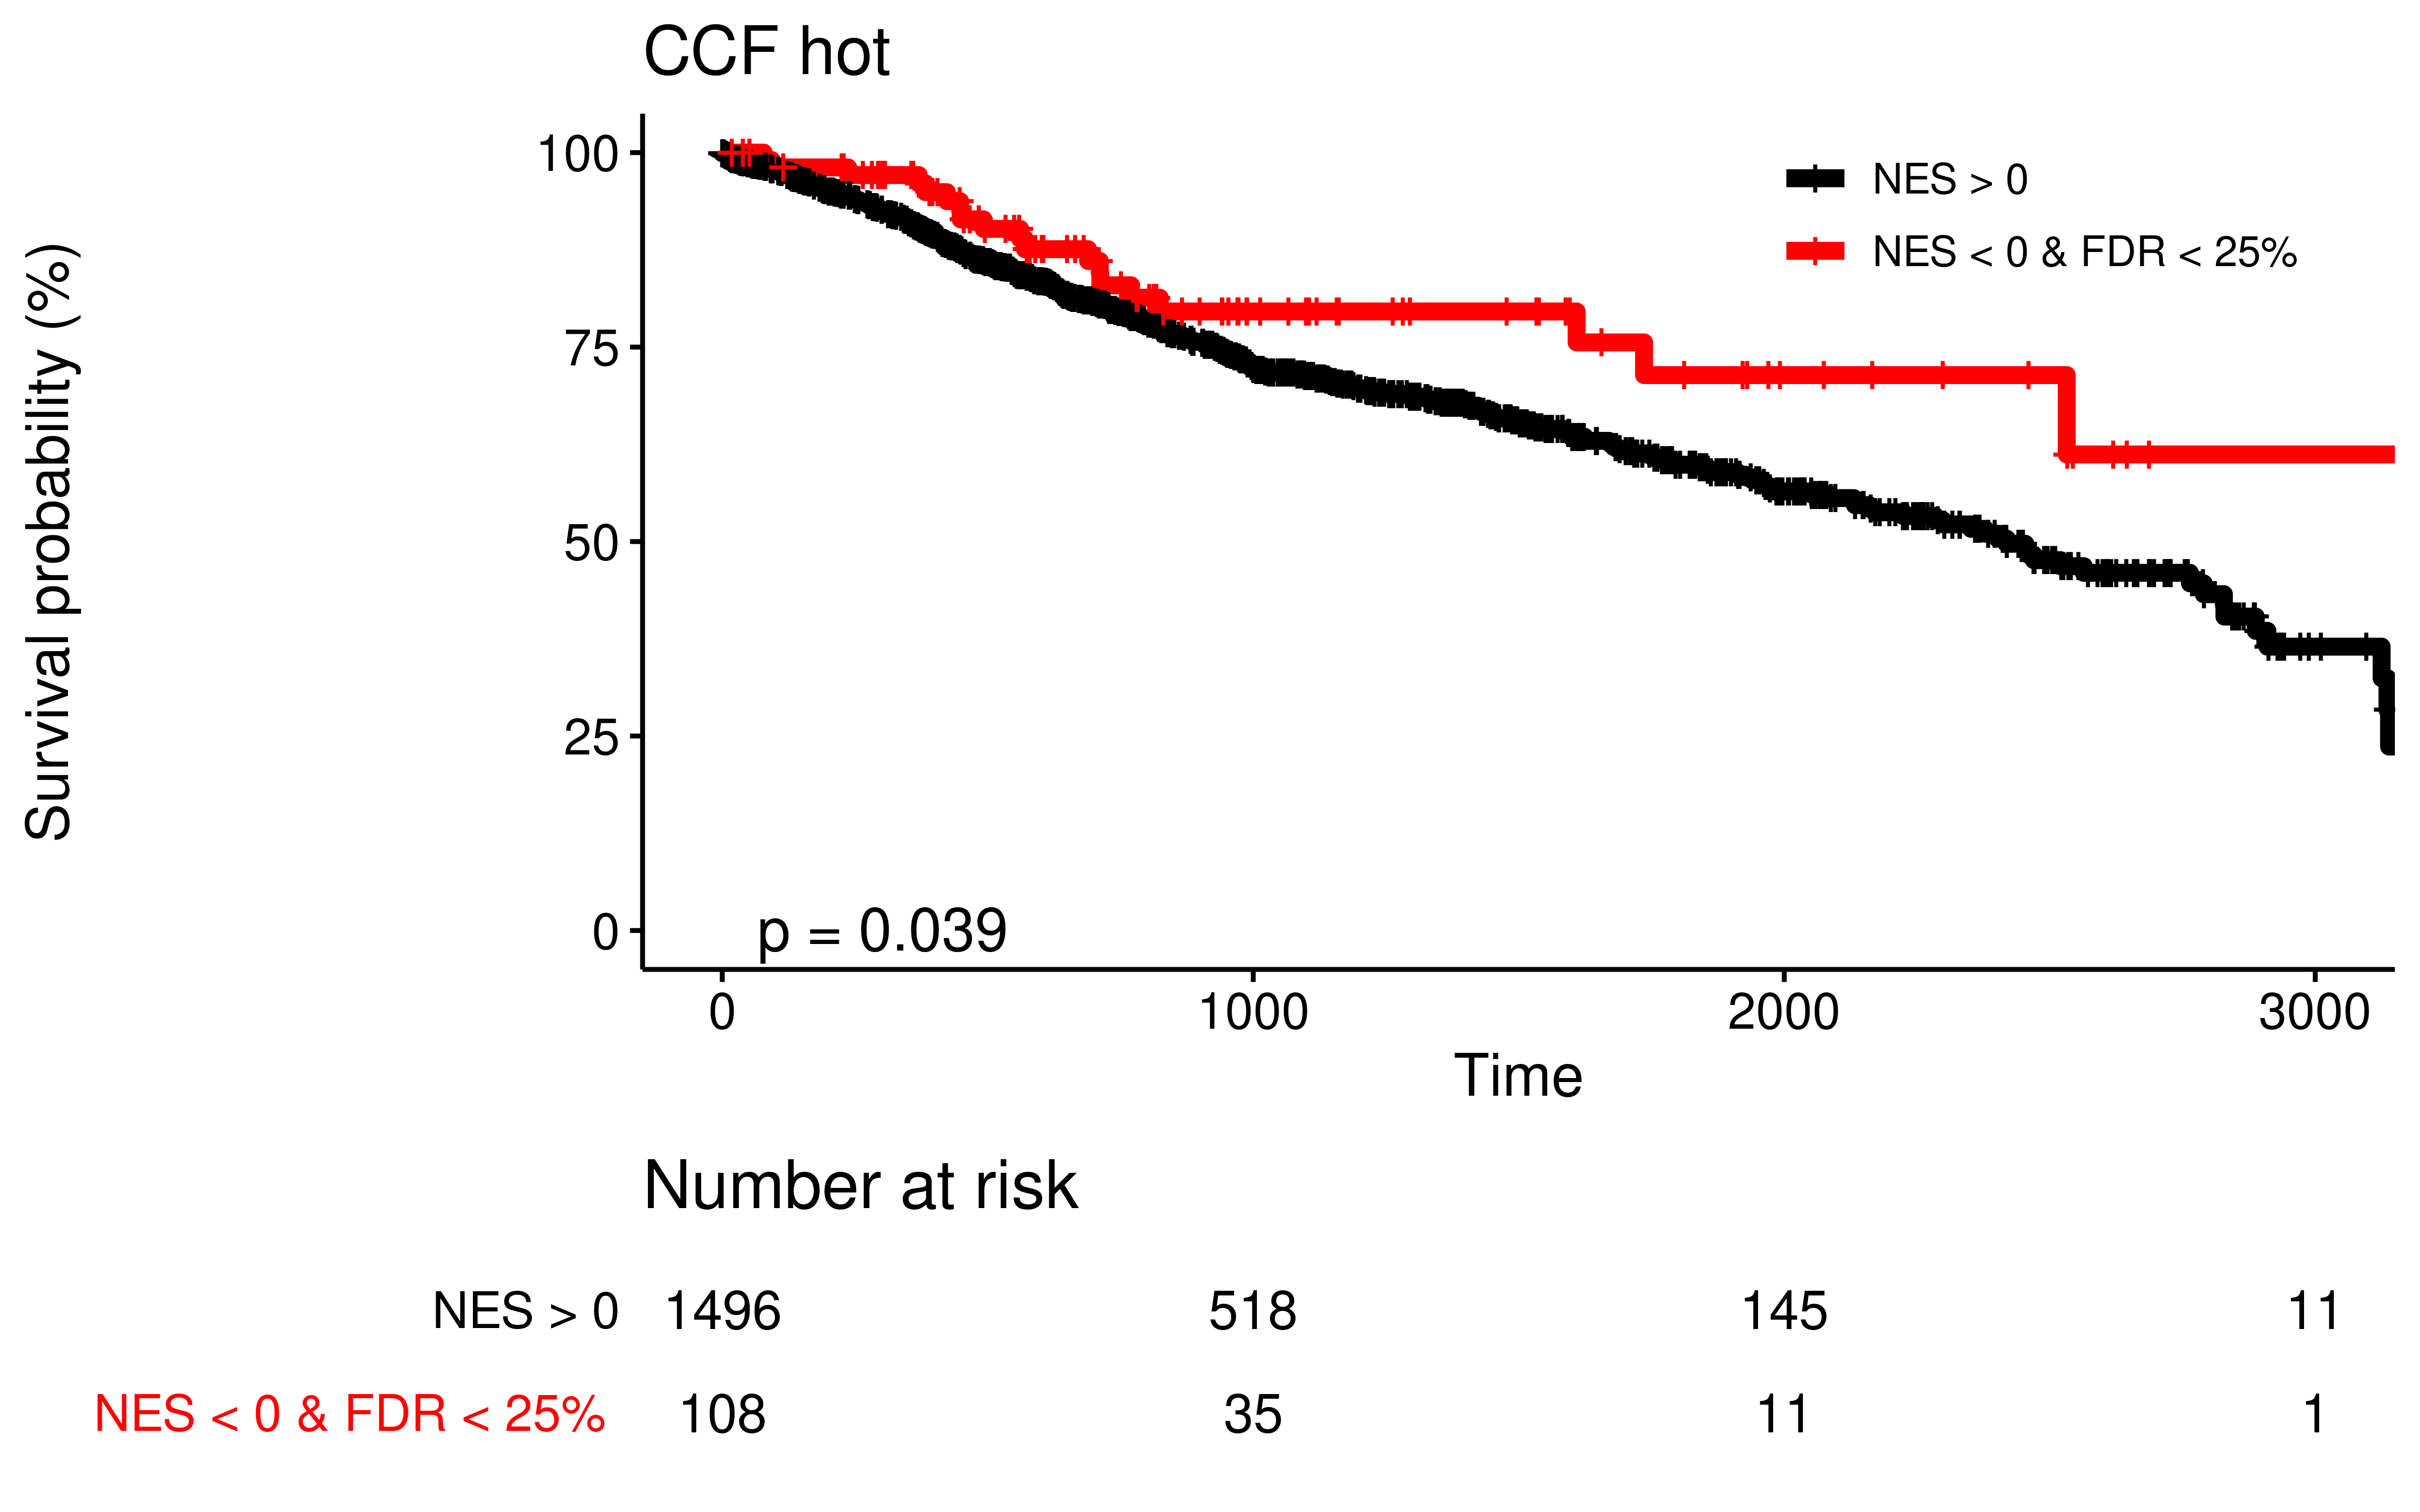 CCF hot
Survival probability (%)
100
75
50
25
0
NES > 0
NES < 0 & FDR < 25%
p = 0.039
0 1000 2000 3000
Time
Number at risk
NES > 0 1496 518 145 11
NES < 0 & FDR < 25% 108 35 11 1